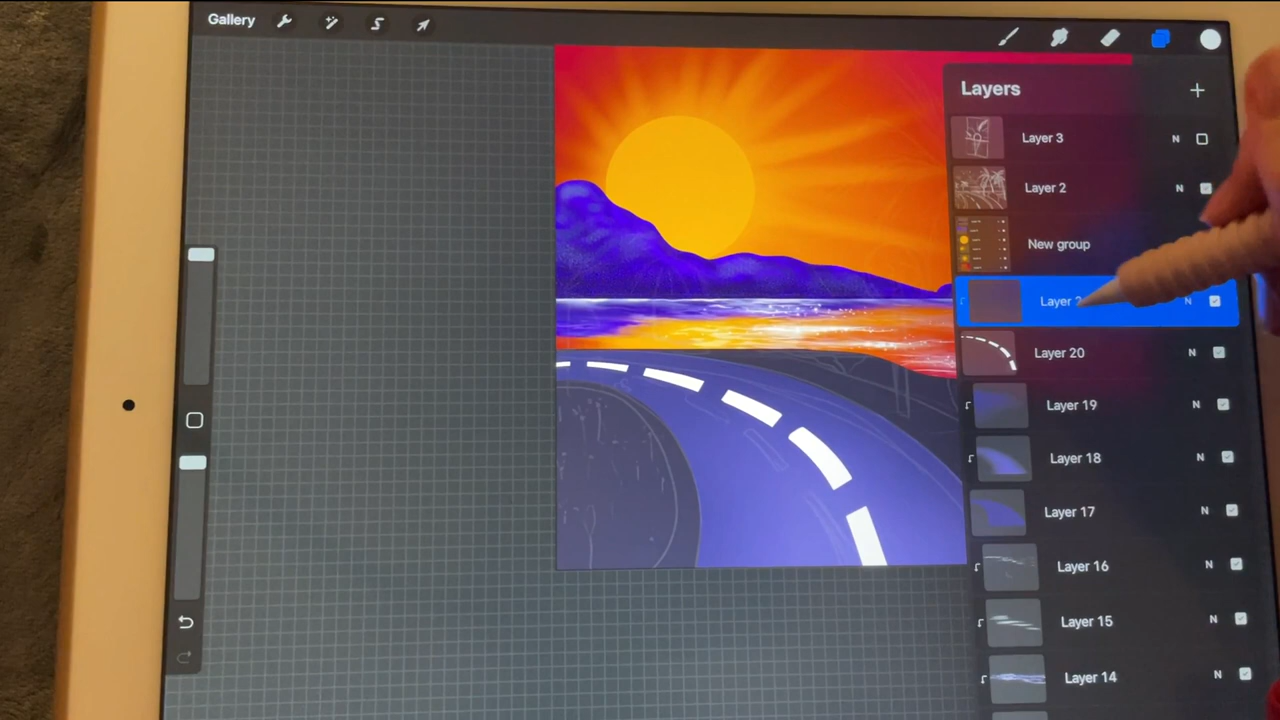 Gallery
Layers
Layer 3
N
Layer 2
N
New group
Layer
N
Layer 20
N
Layer 19
N
Layer 18
N
Layer 17
N
Layer 16
N
Layer 15
N
Layer 14
N